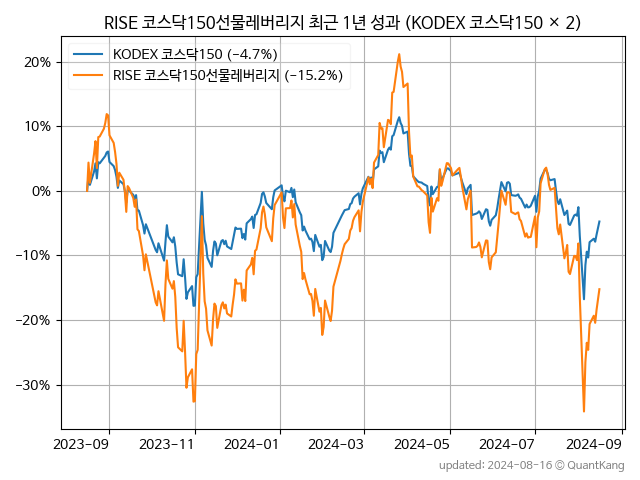 RISE 코스닥150선물레버리지 최근 1년 성과 (KODEX 코스닥150 × 2)
KODEX 코스닥150 (−4.7%)
RISE 코스닥150선물레버리지 (−15.2%)
20%
10%
0%
−10%
−20%
−30%
2023-09 2023-11 2024-01 2024-03 2024-05 2024-07 2024-09
updated: 2024-08-16 © QuantKang